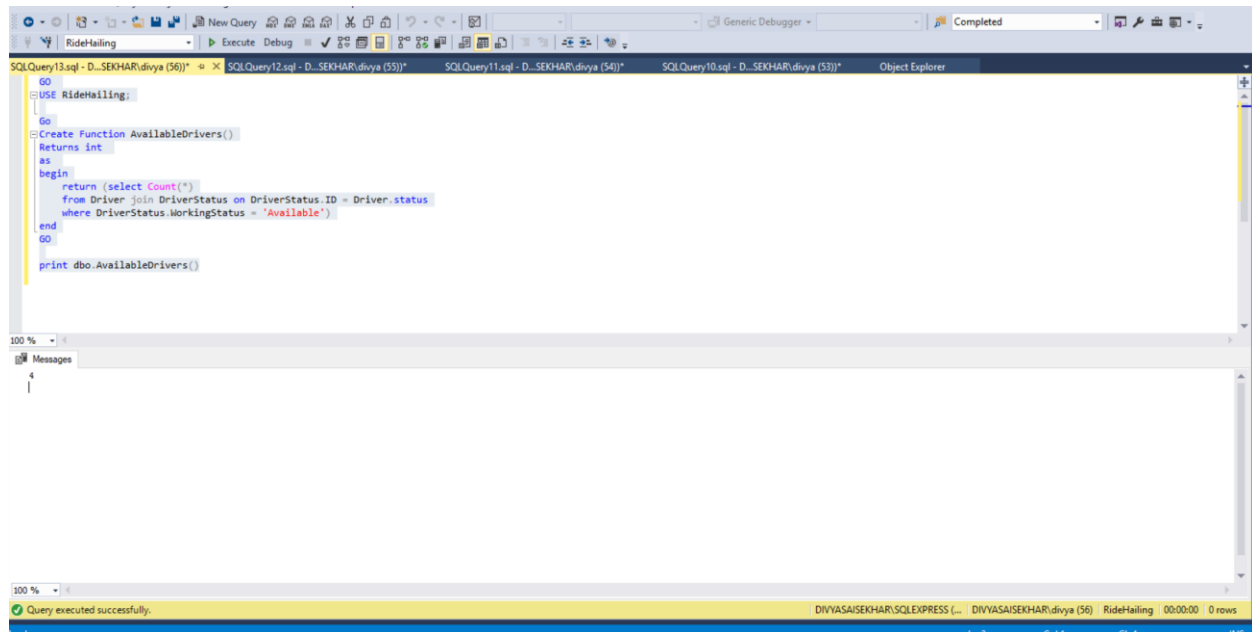 New Query
Generic Debugger
Completed
RideHailing
Execute Debug
SQLQuery13.sql - D...SEKHAR\divya (56))* SQLQuery12.sql - D...SEKHAR\divya (55))* SQLQuery11.sql - D...SEKHAR\divya (54))* SQLQuery10.sql - D...SEKHAR\divya (53))* Object Explorer
GO
USE RideHailing;
Go
Create Function AvailableDrivers()
Returns int
as
begin
return (select Count(*)
from Driver join DriverStatus on DriverStatus.ID = Driver.status
where DriverStatus.WorkingStatus = 'Available')
end
GO
print dbo.AvailableDrivers()
100 %
Messages
4
100 %
Query executed successfully. DIVYASAISEKHAR\SQLEXPRESS (... DIVYASAISEKHAR\divya (56) RideHailing 00:00:00 0 rows